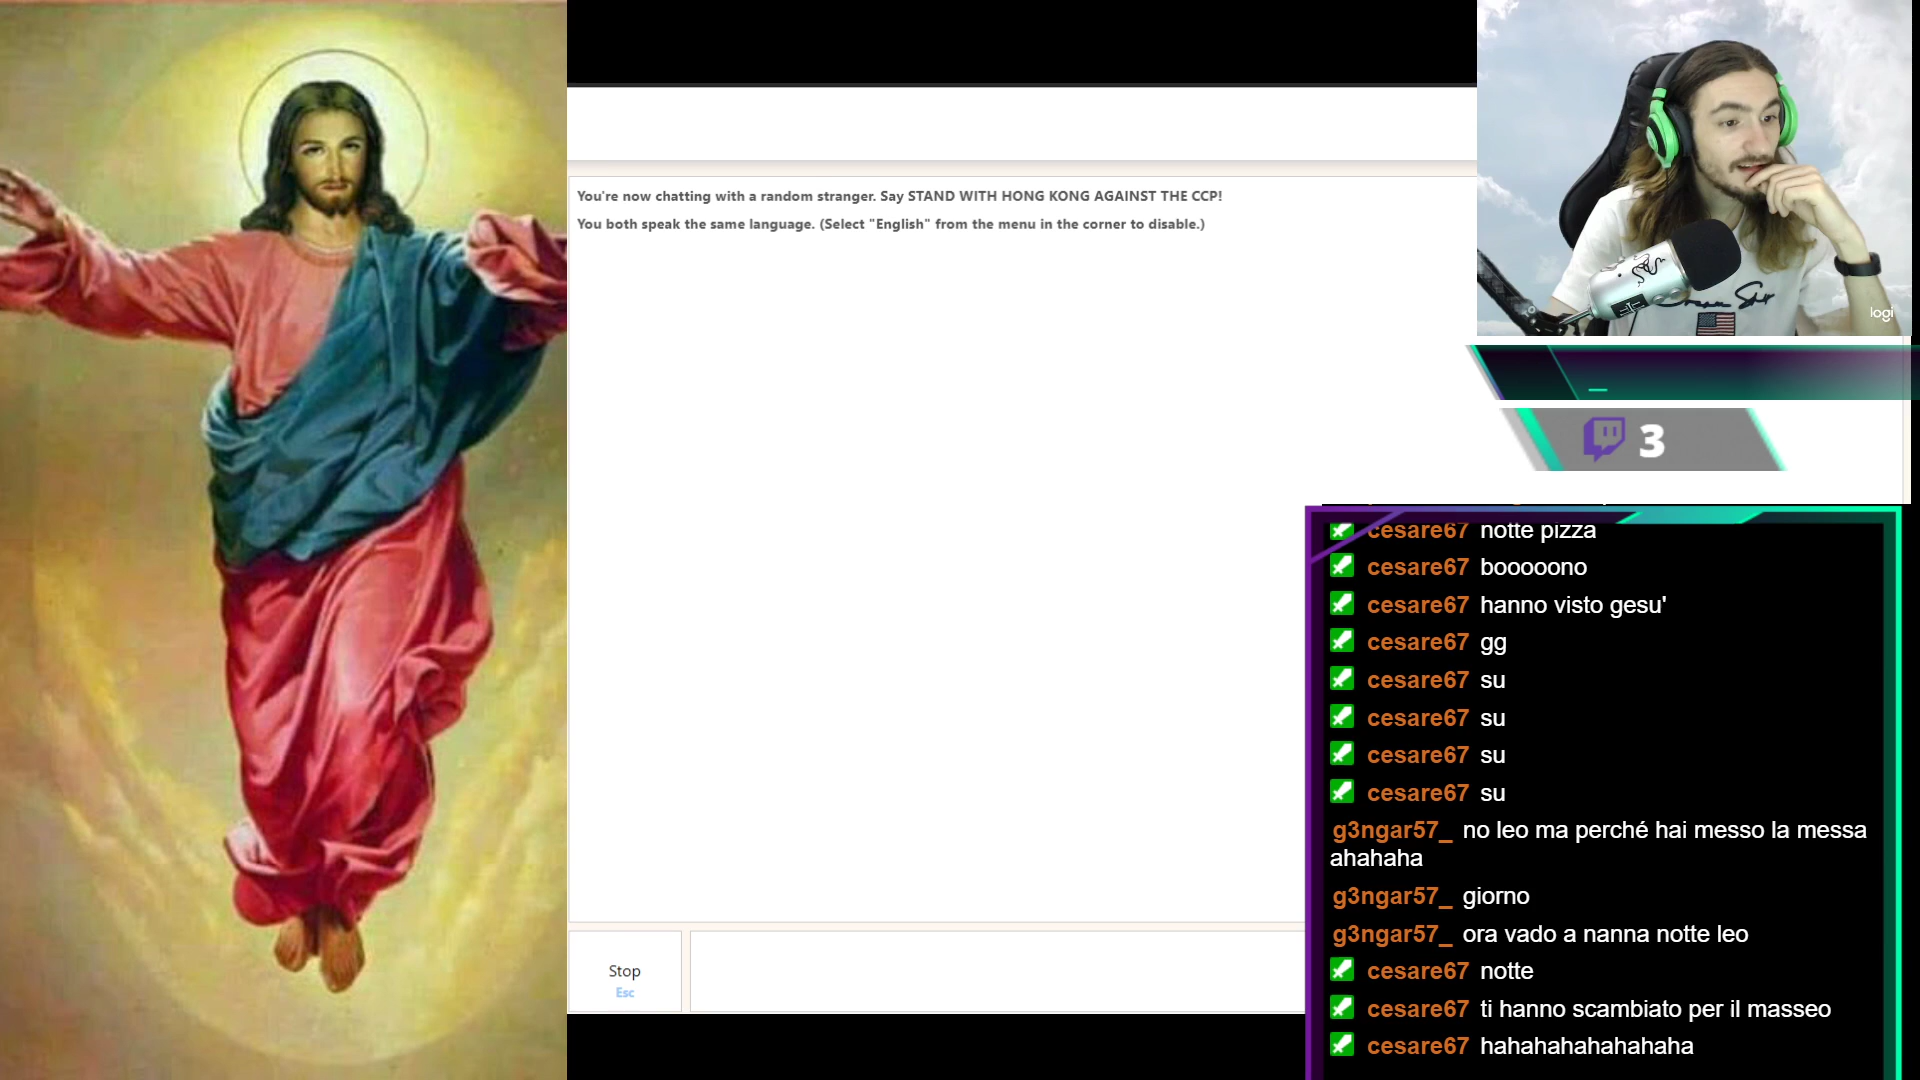 You're now chatting with a random stranger. Say STAND WITH HONG KONG AGAINST THE CCP!
You both speak the same language. (Select "English" from the menu in the corner to disable.)
logi
3
cesare67 notte pizza
cesare67 booooono
cesare67 hanno visto gesu'
cesare67 gg
cesare67 su
cesare67 su
cesare67 su
cesare67 su
g3ngar57_ no leo ma perché hai messo la messa
ahahaha
g3ngar57_ giorno
g3ngar57_ ora vado a nanna notte leo
cesare67 notte
cesare67 ti hanno scambiato per il masseo
cesare67 hahahahahahahaha
Stop
Esc